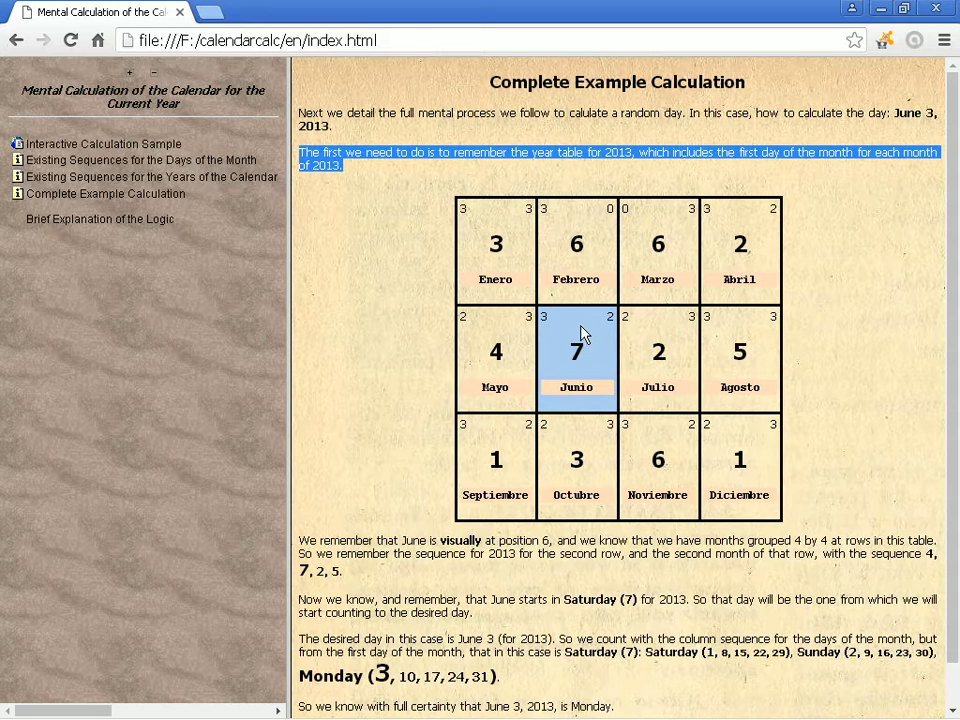 Mental Calculation of the Cal
file:///F:/calendarcalc/en/index.html
+ −
Mental Calculation of the Calendar for the
Current Year
Interactive Calculation Sample
Existing Sequences for the Days of the Month
Existing Sequences for the Years of the Calendar
Complete Example Calculation
Brief Explanation of the Logic
Complete Example Calculation
Next we detail the full mental process we follow to calulate a random day. In this case, how to calculate the day: June 3,
2013.
The first we need to do is to remember the year table for 2013, which includes the first day of the month for each month
of 2013.
3 3 3 0 0 3 3 2
3 6 6 2
Enero Febrero Marzo Abril
2 3 3 2 2 3 3 3
4 7 2 5
Mayo Junio Julio Agosto
3 2 2 3 3 2 2 3
1 3 6 1
Septiembre Octubre Noviembre Diciembre
We remember that June is visually at position 6, and we know that we have months grouped 4 by 4 at rows in this table.
So we remember the sequence for 2013 for the second row, and the second month of that row, with the sequence 4,
7, 2, 5.
Now we know, and remember, that June starts in Saturday (7) for 2013. So that day will be the one from which we will
start counting to the desired day.
The desired day in this case is June 3 (for 2013). So we count with the column sequence for the days of the month, but
from the first day of the month, that in this case is Saturday (7): Saturday (1, 8, 15, 22, 29), Sunday (2, 9, 16, 23, 30),
Monday (3, 10, 17, 24, 31).
So we know with full certainty that June 3, 2013, is Monday.